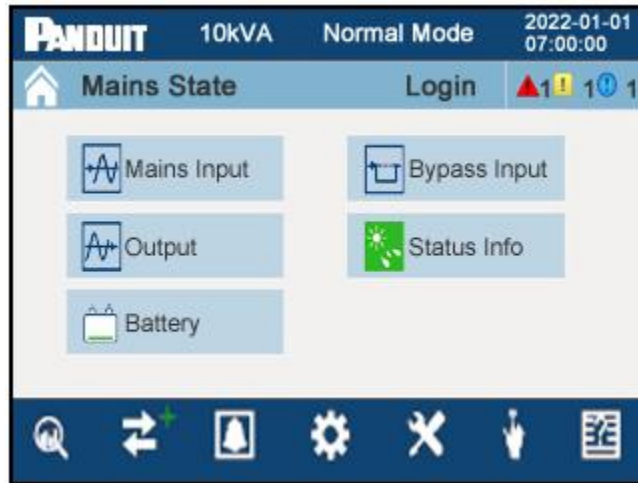 PANDUIT 10kVA Normal Mode 2022-01-01
07:00:00
Mains State Login 1 ! 1 ! 1
Mains Input Bypass Input
Output Status Info
Battery